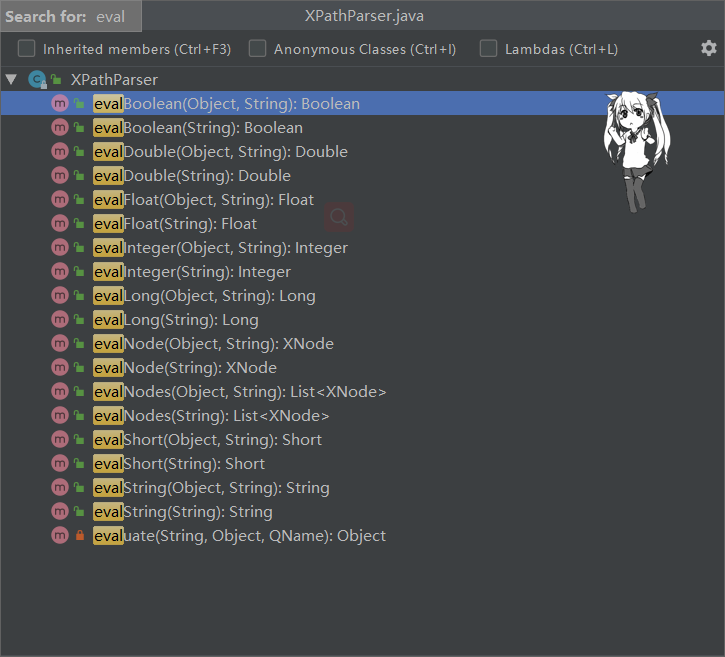 Search for: eval
XPathParser.java
Inherited members (Ctrl+F3) Anonymous Classes (Ctrl+I) Lambdas (Ctrl+L)
C XPathParser
m evalBoolean(Object, String): Boolean
m evalBoolean(String): Boolean
m evalDouble(Object, String): Double
m evalDouble(String): Double
m evalFloat(Object, String): Float
m evalFloat(String): Float
m evalInteger(Object, String): Integer
m evalInteger(String): Integer
m evalLong(Object, String): Long
m evalLong(String): Long
m evalNode(Object, String): XNode
m evalNode(String): XNode
m evalNodes(Object, String): List<XNode>
m evalNodes(String): List<XNode>
m evalShort(Object, String): Short
m evalShort(String): Short
m evalString(Object, String): String
m evalString(String): String
m evaluate(String, Object, QName): Object